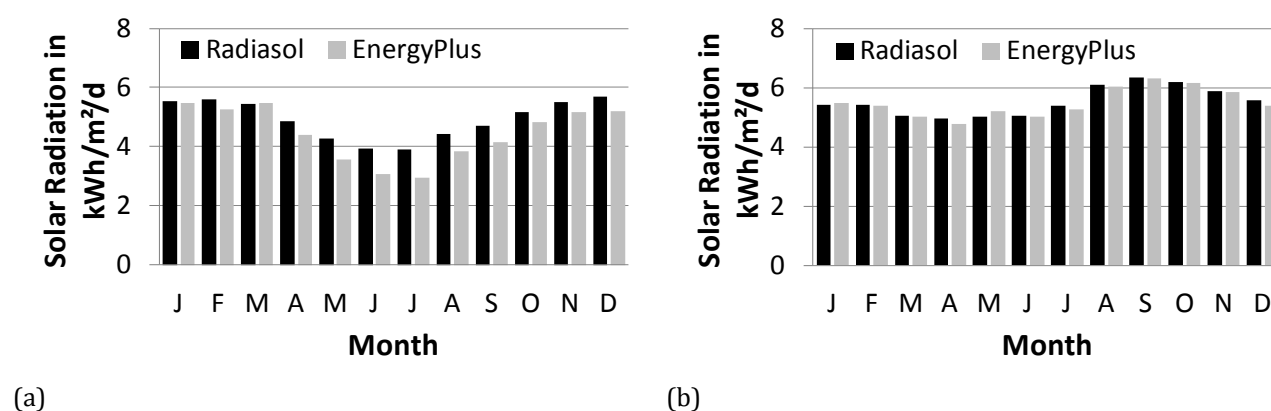 Solar Radiation in
kWh/m²/d
8
6
4
2
0
Radiasol EnergyPlus
J F M A M J J A S O N D
Month
(a)
Solar Radiation in
kWh/m²/d
8
6
4
2
0
Radiasol EnergyPlus
J F M A M J J A S O N D
Month
(b)